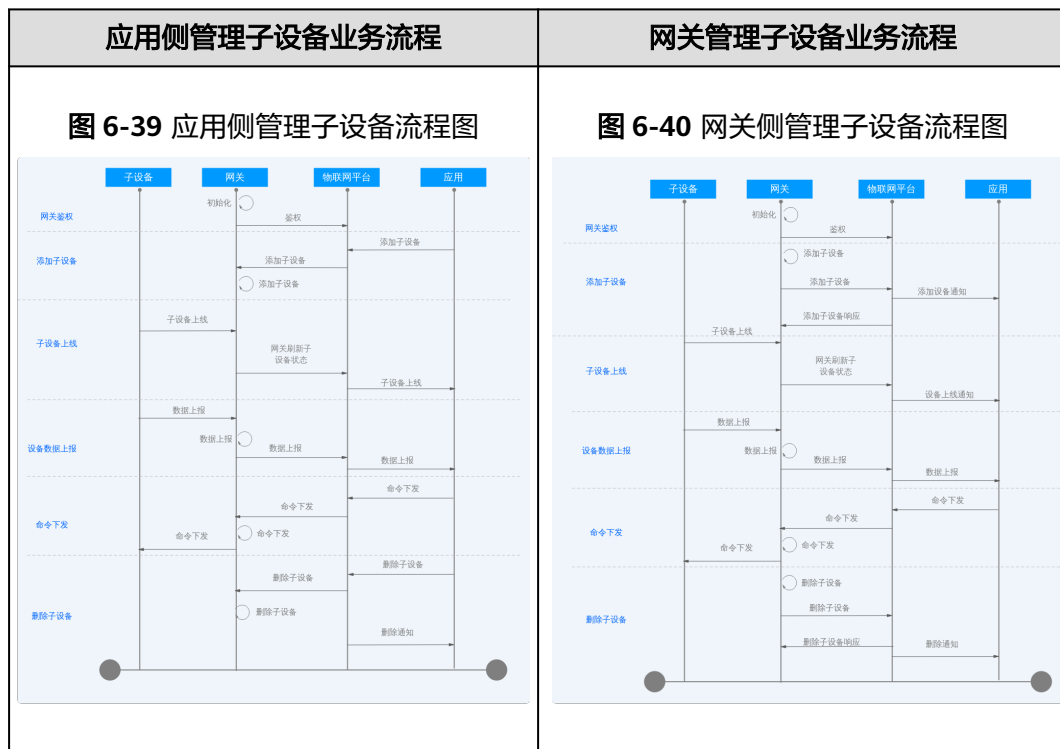 应用侧管理子设备业务流程
图 6-39 应用侧管理子设备流程图
子设备
网关
物联网平台
应用
初始化
网关鉴权
鉴权
添加子设备
添加子设备
添加子设备
添加子设备
子设备上线
子设备上线
网关刷新子
设备状态
子设备上线
数据上报
数据上报
设备数据上报
数据上报
数据上报
命令下发
命令下发
命令下发
命令下发
命令下发
删除子设备
删除子设备
删除子设备
删除子设备
删除通知
网关管理子设备业务流程
图 6-40 网关侧管理子设备流程图
子设备
网关
物联网平台
应用
初始化
网关鉴权
鉴权
添加子设备
添加子设备
添加子设备
添加设备通知
添加子设备响应
子设备上线
网关刷新子
设备状态
子设备上线
设备上线通知
数据上报
设备数据上报
数据上报
数据上报
数据上报
命令下发
命令下发
命令下发
命令下发
命令下发
删除子设备
删除子设备
删除子设备
删除子设备响应
删除通知